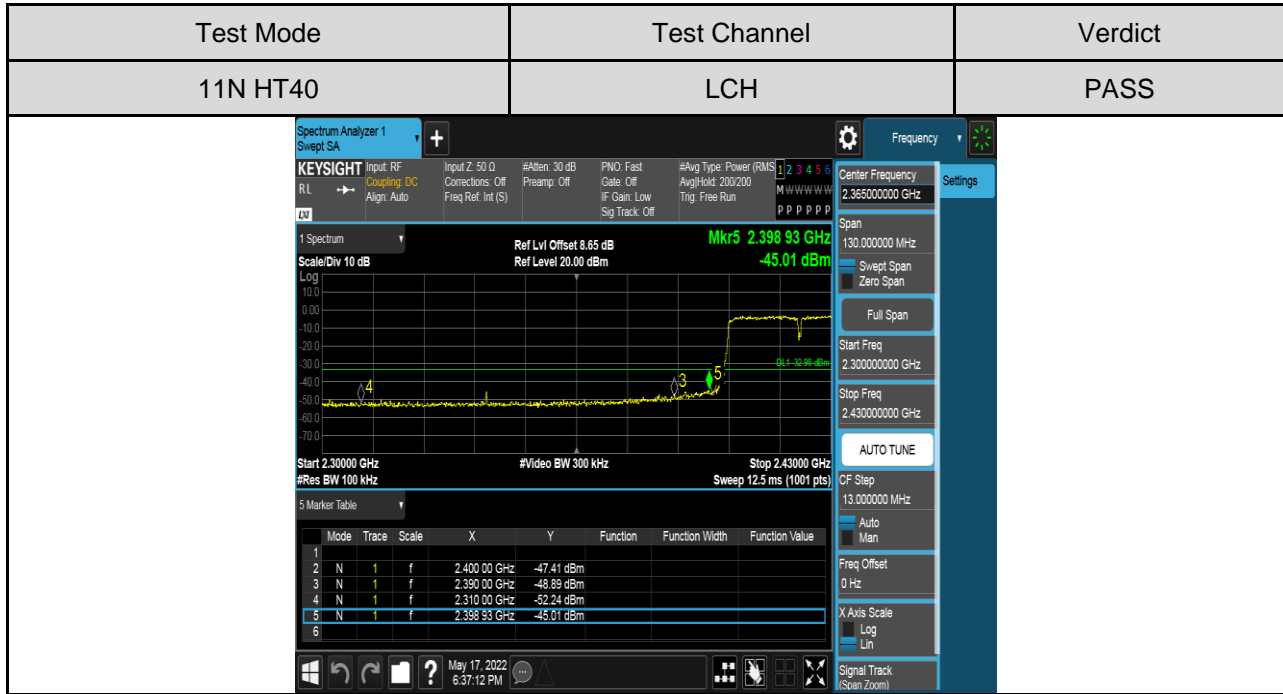 Test Mode Test Channel Verdict
11N HT40 LCH PASS
Spectrum Analyzer 1
Swept SA
+
Frequency
KEYSIGHT
RL
LXI
Input: RF
Coupling: DC
Align: Auto
Input Z: 50 Ω
Corrections: Off
Freq Ref: Int (S)
#Atten: 30 dB
Preamp: Off
PNO: Fast
Gate: Off
IF Gain: Low
Sig Track: Off
#Avg Type: Power (RMS
Avg|Hold: 200/200
Trig: Free Run
1 2 3 4 5 6
M W W W W W
P P P P P P
1 Spectrum
Scale/Div 10 dB
Ref Lvl Offset 8.65 dB
Ref Level 20.00 dBm
Mkr5 2.398 93 GHz
-45.01 dBm
Log
10.0
0.00
-10.0
-20.0
-30.0
-40.0
-50.0
-60.0
-70.0
DL1 -32.98 dBm
4
3
5
Start 2.30000 GHz #Video BW 300 kHz Stop 2.43000 GHz
#Res BW 100 kHz Sweep 12.5 ms (1001 pts)
5 Marker Table
Mode Trace Scale X Y Function Function Width Function Value
1
2 N 1 f 2.400 00 GHz -47.41 dBm
3 N 1 f 2.390 00 GHz -48.89 dBm
4 N 1 f 2.310 00 GHz -52.24 dBm
5 N 1 f 2.398 93 GHz -45.01 dBm
6
Center Frequency
2.365000000 GHz
Settings
Span
130.000000 MHz
Swept Span
Zero Span
Full Span
Start Freq
2.300000000 GHz
Stop Freq
2.430000000 GHz
AUTO TUNE
CF Step
13.000000 MHz
Auto
Man
Freq Offset
0 Hz
X Axis Scale
Log
Lin
Signal Track
(Span Zoom)
?
May 17, 2022
6:37:12 PM